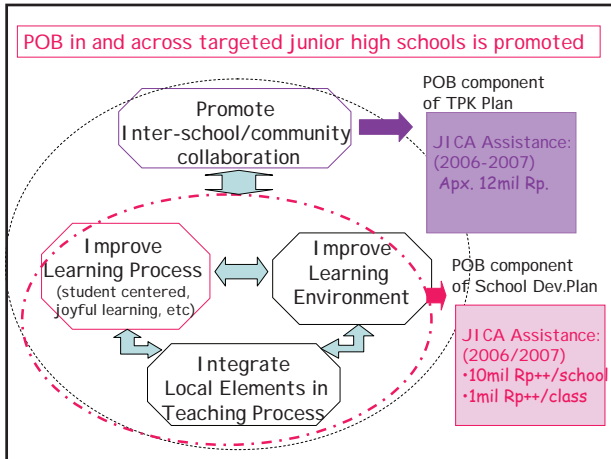 POB in and across targeted junior high schools is promoted
Promote
Inter-school/community
collaboration
POB component
of TPK Plan
JICA Assistance:
(2006-2007)
Apx. 12mil Rp.
Improve
Learning Process
(student centered,
joyful learning, etc)
Improve
Learning
Environment
POB component
of School Dev.Plan
Integrate
Local Elements in
Teaching Process
JICA Assistance:
(2006/2007)
•10mil Rp++/school
•1mil Rp++/class